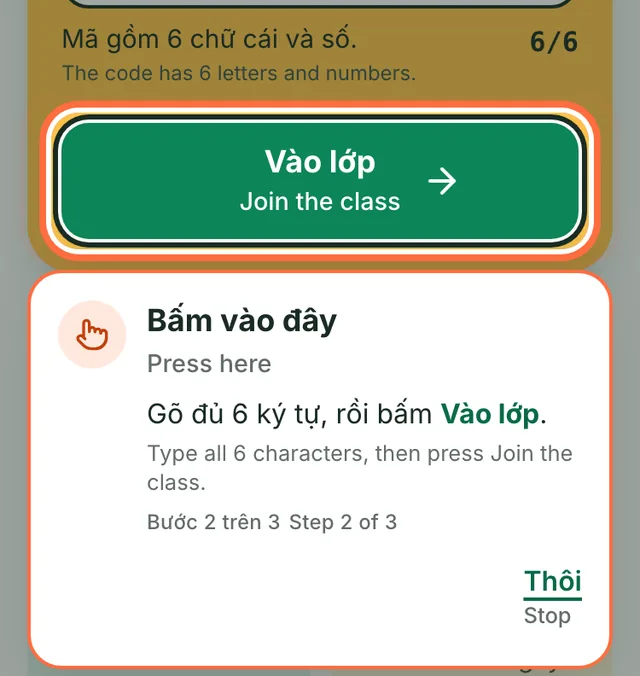 Mã gồm 6 chữ cái và số.
6/6
The code has 6 letters and numbers.
Vào lớp
Join the class
Bấm vào đây
Press here
Gõ đủ 6 ký tự, rồi bấm Vào lớp.
Type all 6 characters, then press Join the
class.
Bước 2 trên 3 Step 2 of 3
Thôi
Stop